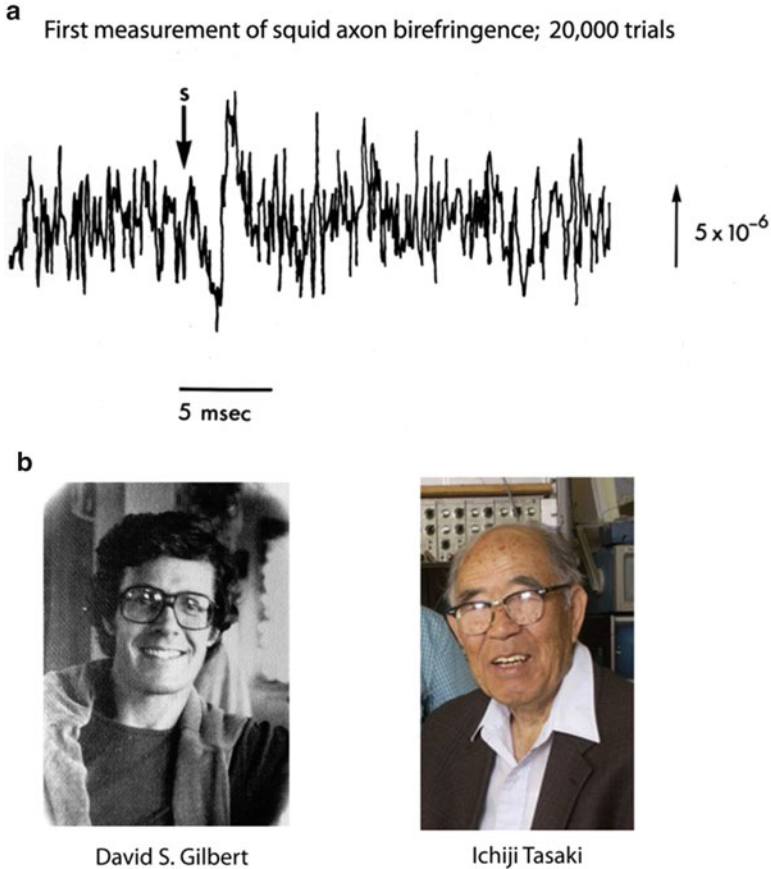 a
First measurement of squid axon birefringence; 20,000 trials
s
5 x 10⁻⁶
5 msec
b
David S. Gilbert
Ichiji Tasaki